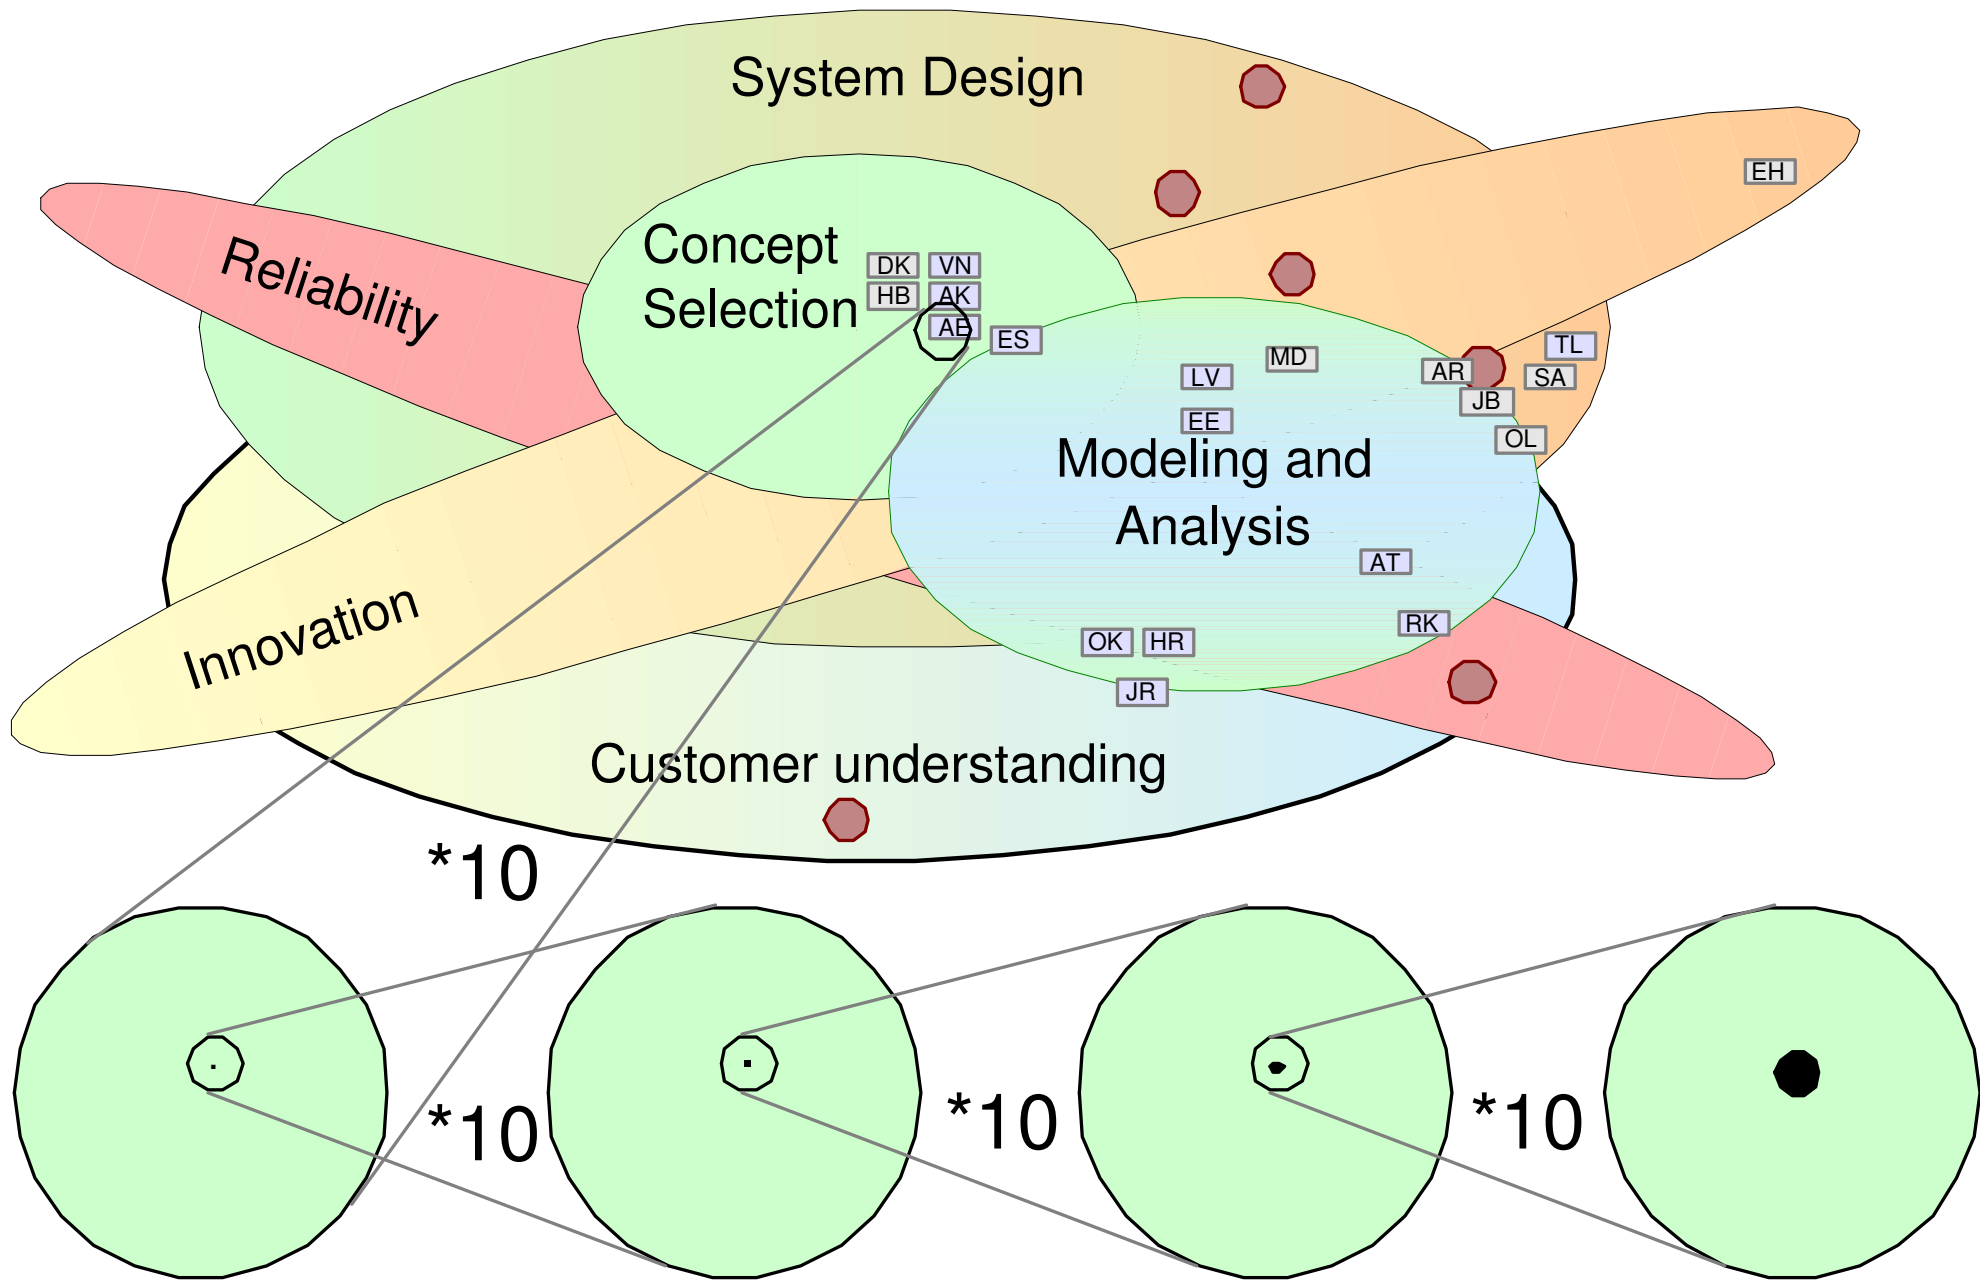 System Design
EH
Concept
Selection
DK
VN
HB
AK
AE
ES
Reliability
MD
TL
LV
AR
SA
EE
JB
OL
Modeling and
Analysis
AT
Innovation
RK
OK
HR
JR
Customer understanding
*10
*10
*10
*10